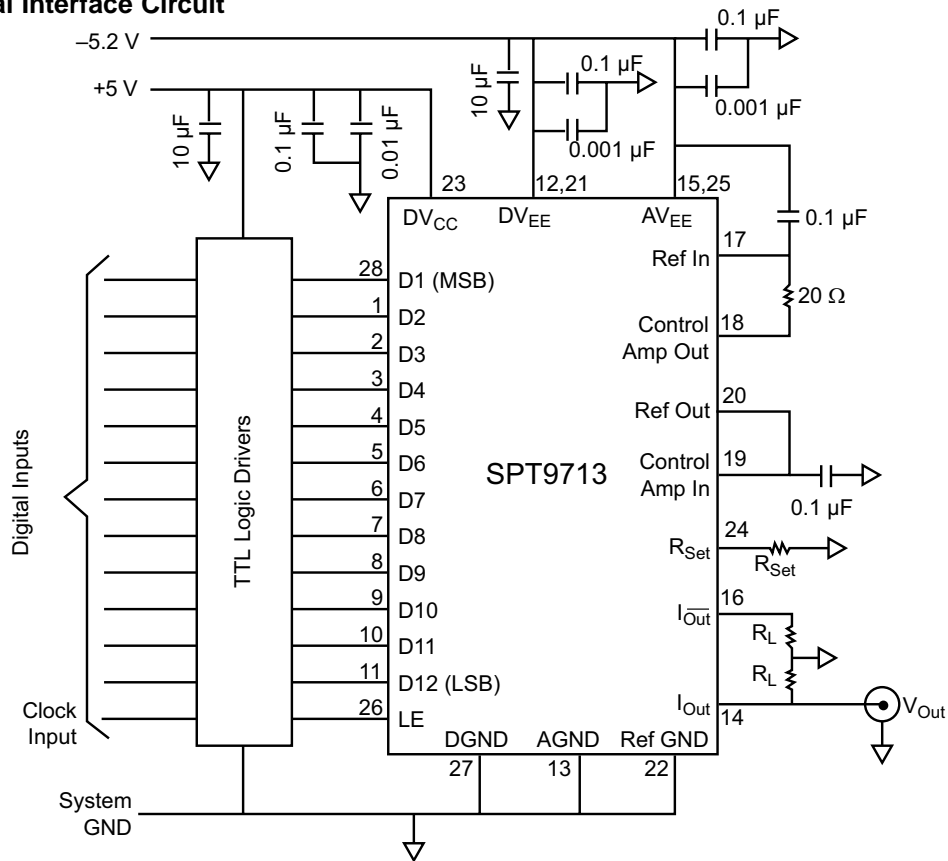 al Interface Circuit
–5.2 V
+5 V
10 µF
0.1 µF
0.01 µF
10 µF
0.1 µF
0.001 µF
0.1 µF
0.001 µF
0.1 µF
23
12,21
15,25
DVCC
DVEE
AVEE
17
Ref In
20 Ω
18
Control
Amp Out
20
Ref Out
19
Control
Amp In
0.1 µF
24
RSet
RSet
16
IOut
RL
RL
IOut
14
VOut
SPT9713
28
D1 (MSB)
1
D2
2
D3
3
D4
4
D5
5
D6
6
D7
7
D8
8
D9
9
D10
10
D11
11
D12 (LSB)
26
LE
Digital Inputs
TTL Logic Drivers
Clock
Input
DGND
AGND
Ref GND
27
13
22
System
GND